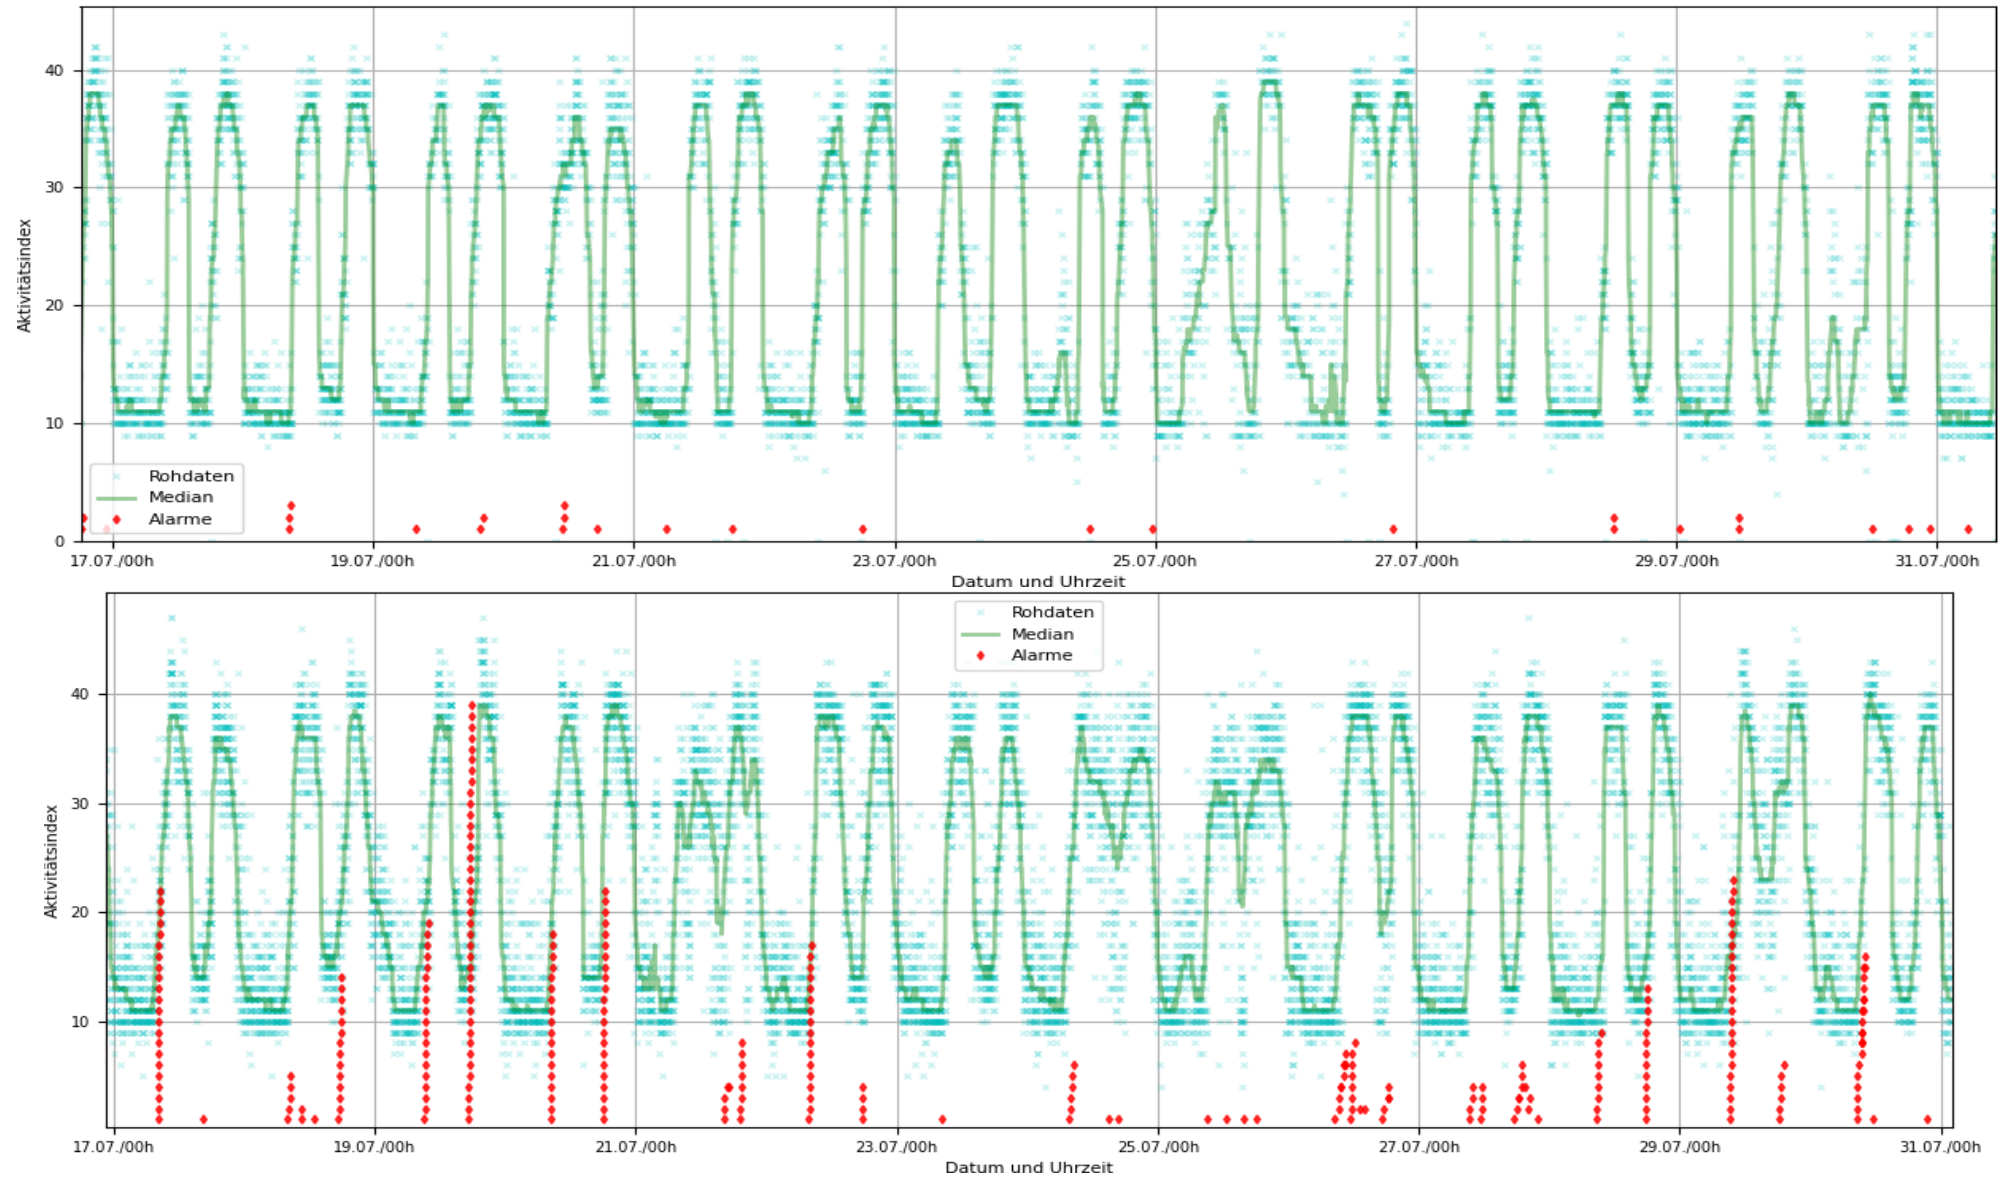 40
30
20
10
0
Aktivitätsindex
Rohdaten
Median
Alarme
17.07./00h 19.07./00h 21.07./00h 23.07./00h 25.07./00h 27.07./00h 29.07./00h 31.07./00h
Datum und Uhrzeit
40
30
20
10
Aktivitätsindex
Rohdaten
Median
Alarme
17.07./00h 19.07./00h 21.07./00h 23.07./00h 25.07./00h 27.07./00h 29.07./00h 31.07./00h
Datum und Uhrzeit